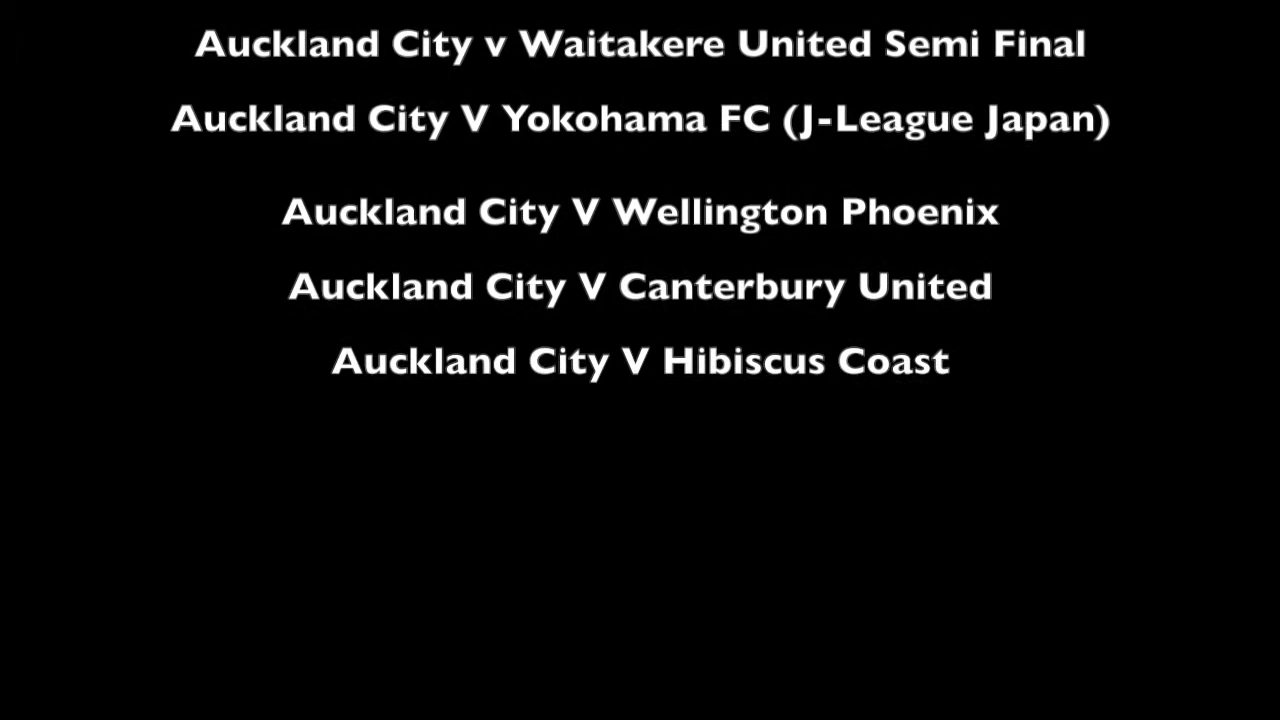 Auckland City v Waitakere United Semi Final
Auckland City V Yokohama FC (J-League Japan)
Auckland City V Wellington Phoenix
Auckland City V Canterbury United
Auckland City V Hibiscus Coast